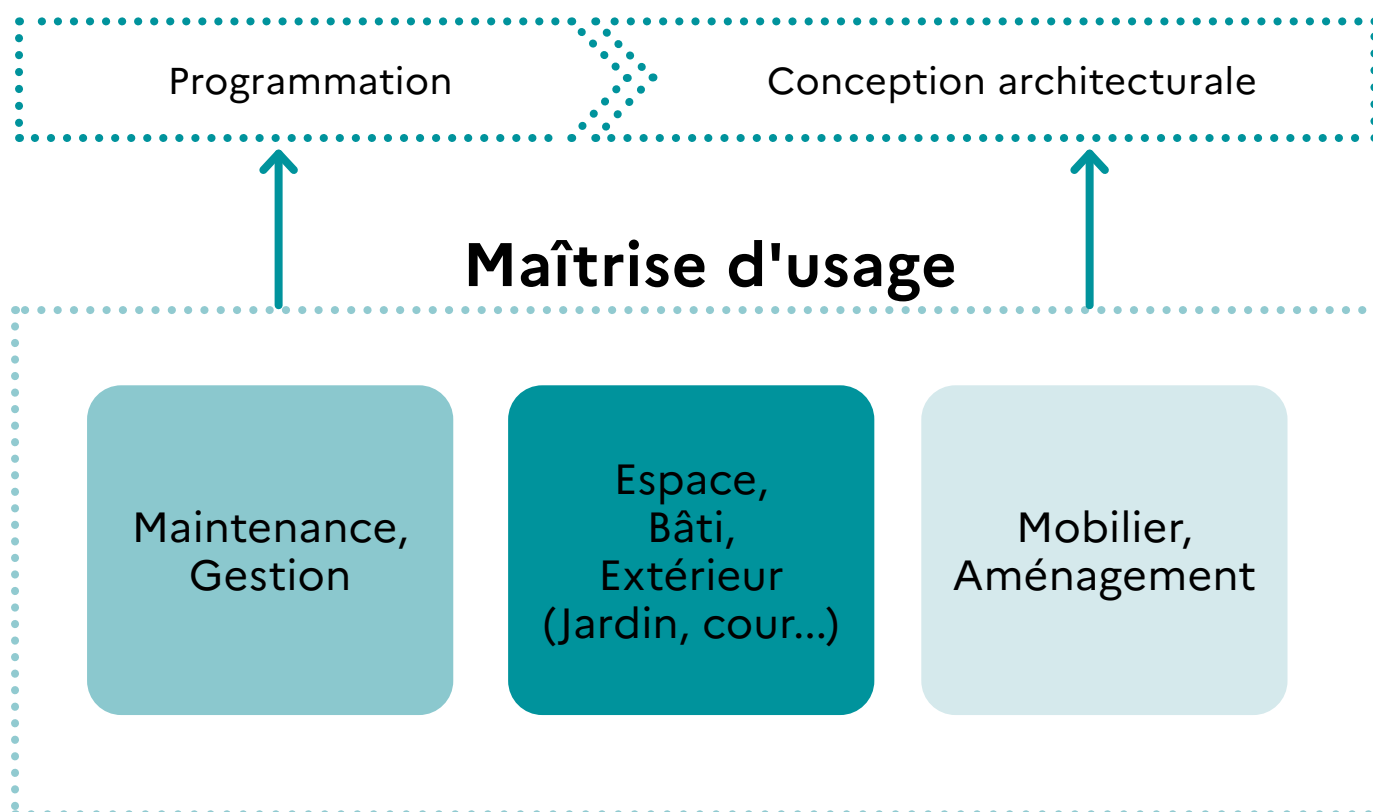 Programmation
Conception architecturale
Maîtrise d'usage
Maintenance,
Gestion
Espace,
Bâti,
Extérieur
(Jardin, cour...)
Mobilier,
Aménagement